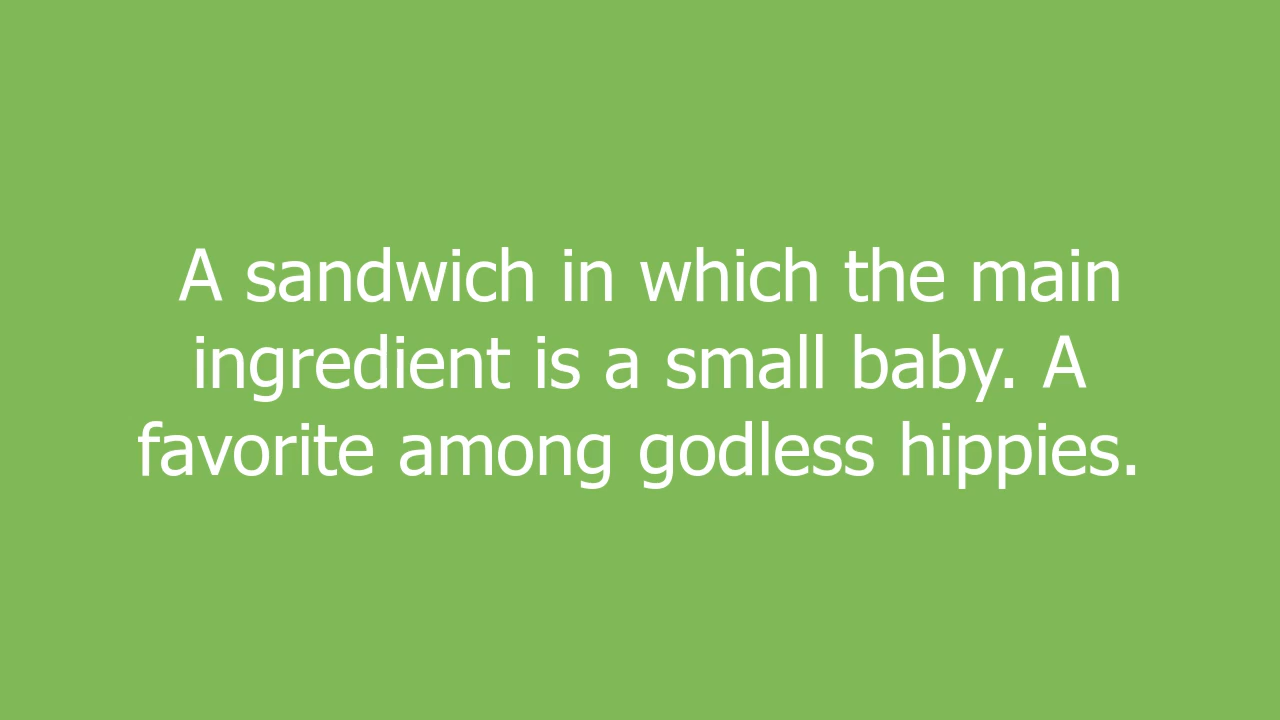 A sandwich in which the main
ingredient is a small baby. A
favorite among godless hippies.